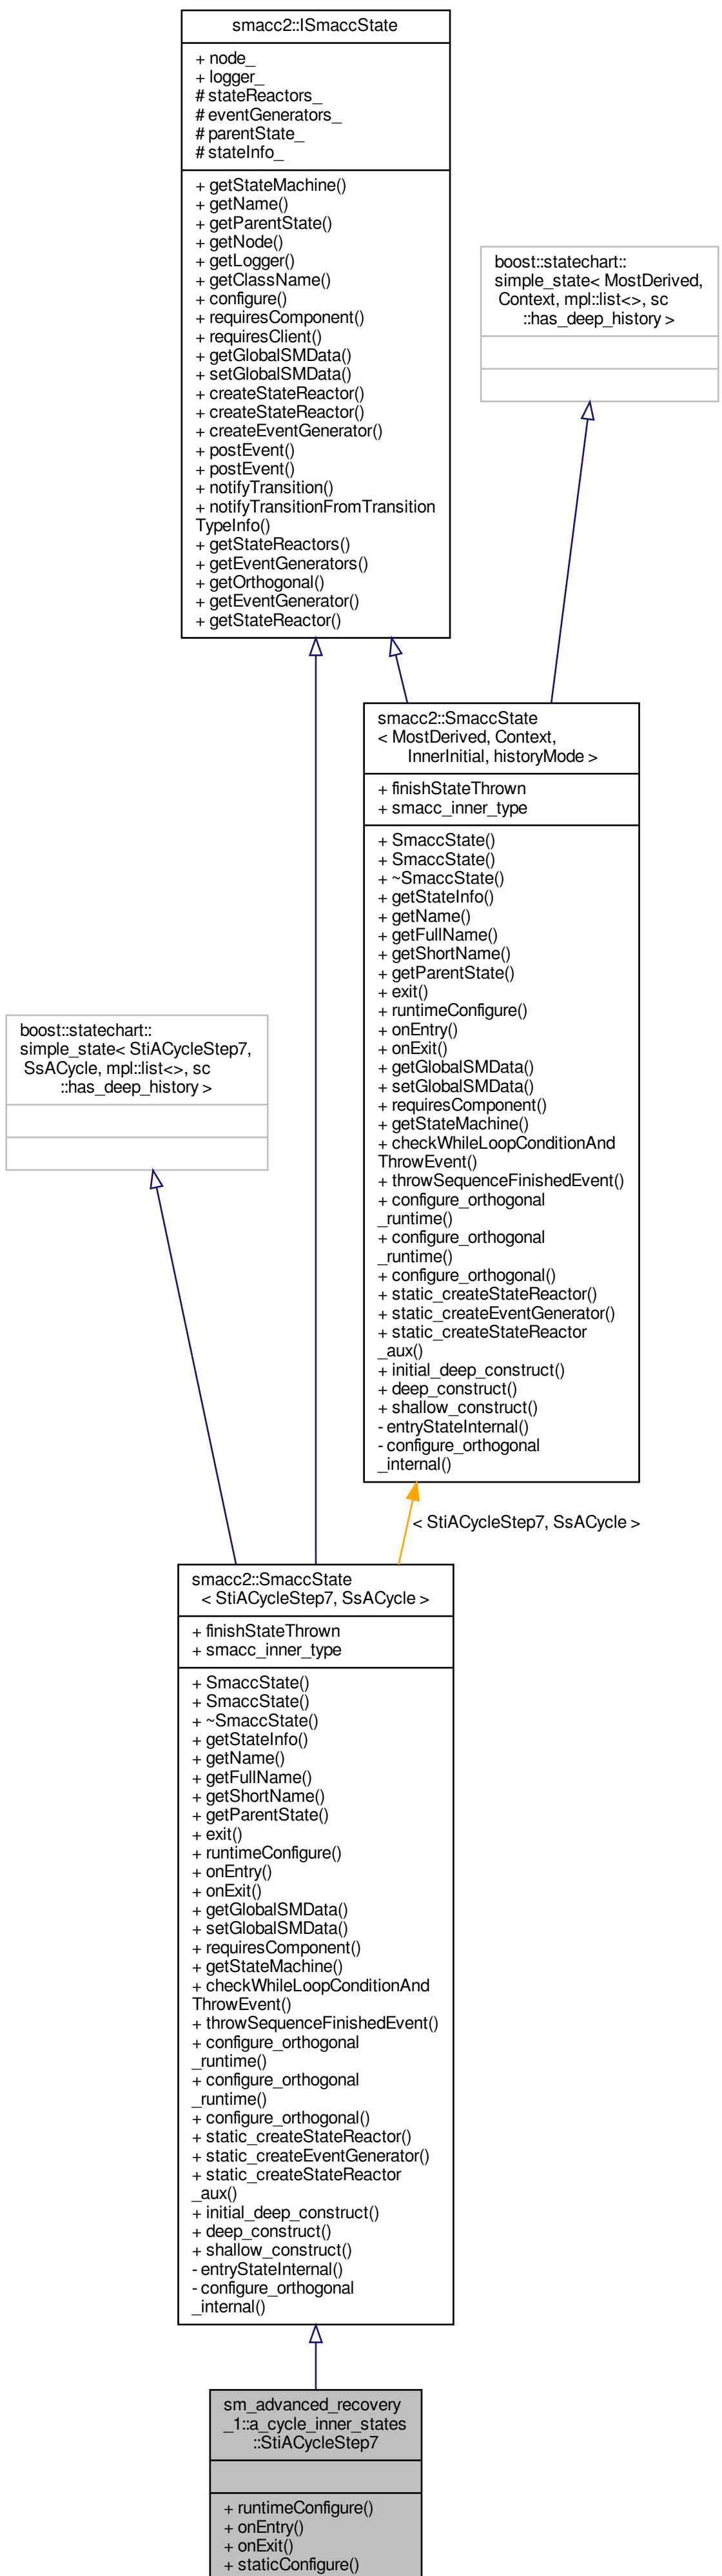 smacc2::ISmaccState
+ node_
+ logger_
# stateReactors_
# eventGenerators_
# parentState_
# stateInfo_
+ getStateMachine()
+ getName()
+ getParentState()
+ getNode()
+ getLogger()
+ getClassName()
+ configure()
+ requiresComponent()
+ requiresClient()
+ getGlobalSMData()
+ setGlobalSMData()
+ createStateReactor()
+ createStateReactor()
+ createEventGenerator()
+ postEvent()
+ postEvent()
+ notifyTransition()
+ notifyTransitionFromTransition
TypeInfo()
+ getStateReactors()
+ getEventGenerators()
+ getOrthogonal()
+ getEventGenerator()
+ getStateReactor()
boost::statechart::
simple_state< MostDerived,
Context, mpl::list<>, sc
::has_deep_history >
smacc2::SmaccState
< MostDerived, Context,
InnerInitial, historyMode >
+ finishStateThrown
+ smacc_inner_type
+ SmaccState()
+ SmaccState()
+ ~SmaccState()
+ getStateInfo()
+ getName()
+ getFullName()
+ getShortName()
+ getParentState()
+ exit()
+ runtimeConfigure()
+ onEntry()
+ onExit()
+ getGlobalSMData()
+ setGlobalSMData()
+ requiresComponent()
+ getStateMachine()
+ checkWhileLoopConditionAnd
ThrowEvent()
+ throwSequenceFinishedEvent()
+ configure_orthogonal
_runtime()
+ configure_orthogonal
_runtime()
+ configure_orthogonal()
+ static_createStateReactor()
+ static_createEventGenerator()
+ static_createStateReactor
_aux()
+ initial_deep_construct()
+ deep_construct()
+ shallow_construct()
- entryStateInternal()
- configure_orthogonal
_internal()
boost::statechart::
simple_state< StiACycleStep7,
SsACycle, mpl::list<>, sc
::has_deep_history >
< StiACycleStep7, SsACycle >
smacc2::SmaccState
< StiACycleStep7, SsACycle >
+ finishStateThrown
+ smacc_inner_type
+ SmaccState()
+ SmaccState()
+ ~SmaccState()
+ getStateInfo()
+ getName()
+ getFullName()
+ getShortName()
+ getParentState()
+ exit()
+ runtimeConfigure()
+ onEntry()
+ onExit()
+ getGlobalSMData()
+ setGlobalSMData()
+ requiresComponent()
+ getStateMachine()
+ checkWhileLoopConditionAnd
ThrowEvent()
+ throwSequenceFinishedEvent()
+ configure_orthogonal
_runtime()
+ configure_orthogonal
_runtime()
+ configure_orthogonal()
+ static_createStateReactor()
+ static_createEventGenerator()
+ static_createStateReactor
_aux()
+ initial_deep_construct()
+ deep_construct()
+ shallow_construct()
- entryStateInternal()
- configure_orthogonal
_internal()
sm_advanced_recovery
_1::a_cycle_inner_states
::StiACycleStep7
+ runtimeConfigure()
+ onEntry()
+ onExit()
+ staticConfigure()